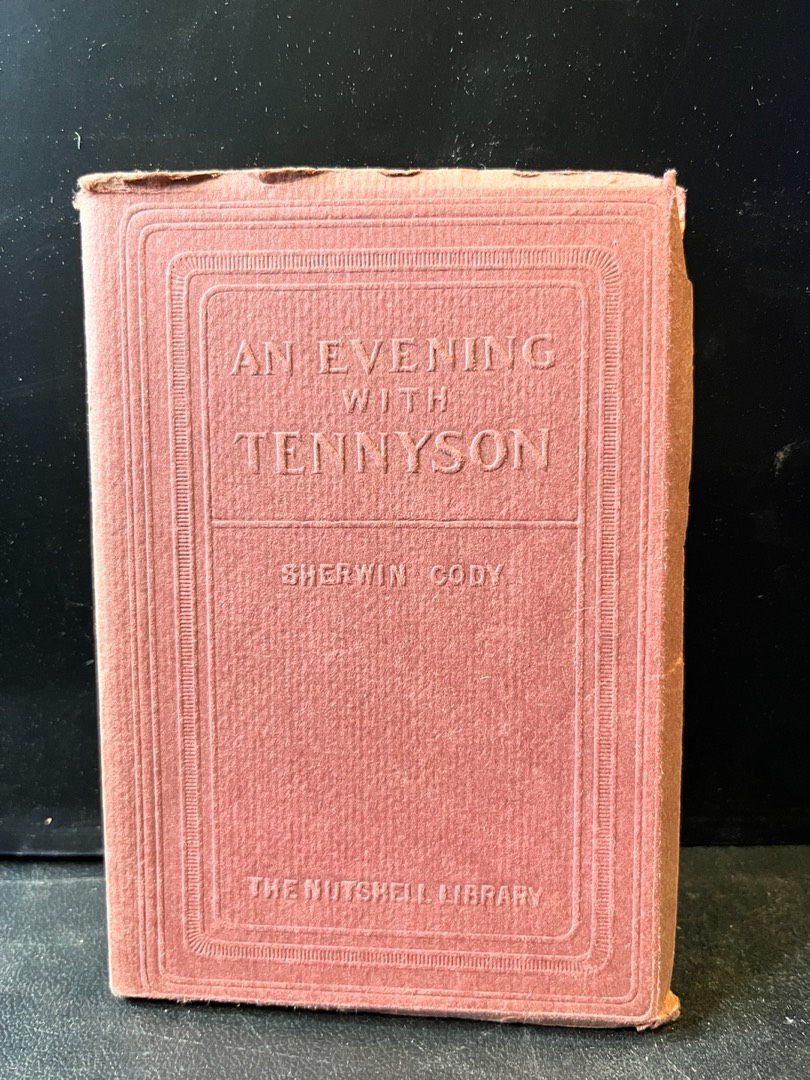 AN EVENING
WITH
TENNYSON
SHERWIN CODY
THE NUTSHELL LIBRARY